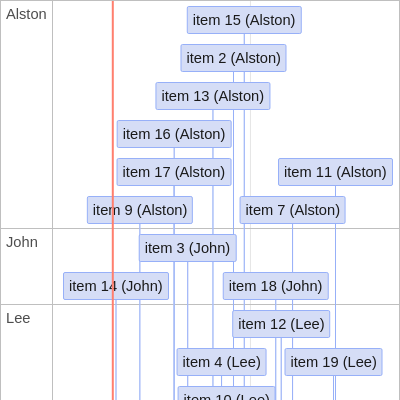 Alston
item 15 (Alston)
item 2 (Alston)
item 13 (Alston)
item 16 (Alston)
item 17 (Alston)
item 11 (Alston)
item 9 (Alston)
item 7 (Alston)
John
item 3 (John)
item 14 (John)
item 18 (John)
Lee
item 12 (Lee)
item 4 (Lee)
item 19 (Lee)
item 10 (Lee)